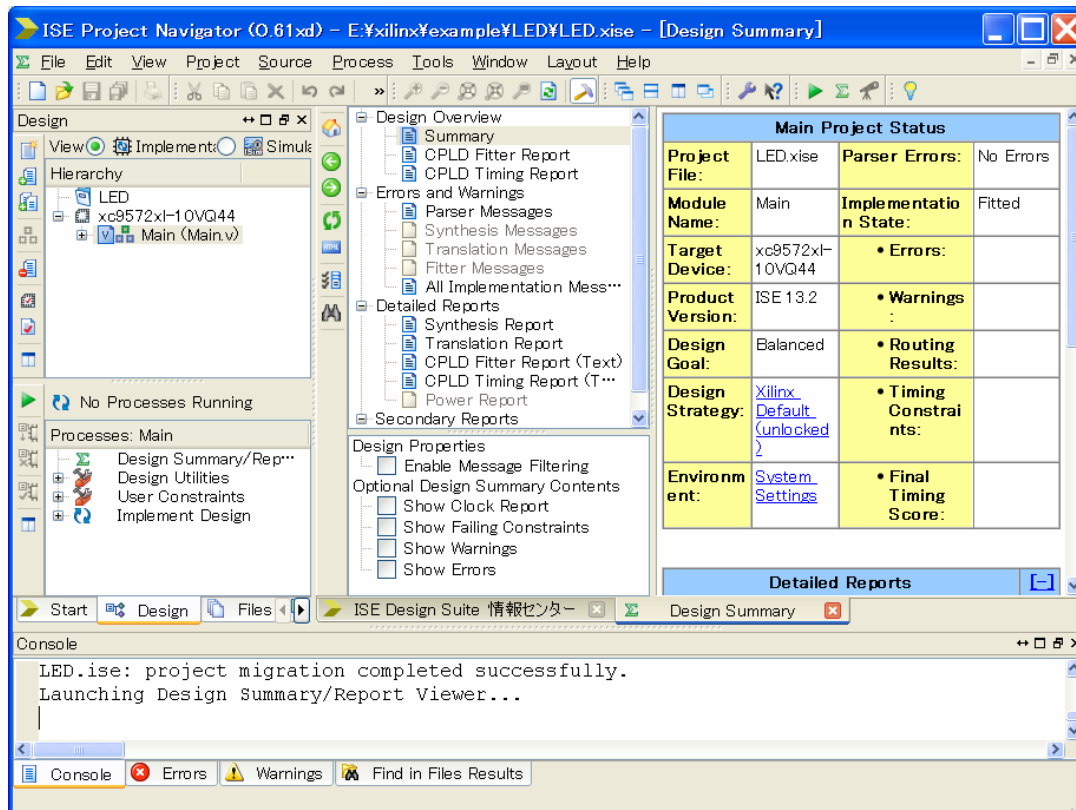 ISE Project Navigator (O.61xd) - E:¥xilinx¥example¥LED¥LED.xise - [Design Summary]
File Edit View Project Source Process Tools Window Layout Help
Design
View Implement Simula
Hierarchy
LED
xc9572xl-10VQ44
Main (Main.v)
No Processes Running
Processes: Main
Design Summary/Rep…
Design Utilities
User Constraints
Implement Design
Start Design Files
Design Overview
Summary
CPLD Fitter Report
CPLD Timing Report
Errors and Warnings
Parser Messages
Synthesis Messages
Translation Messages
Fitter Messages
All Implementation Mess…
Detailed Reports
Synthesis Report
Translation Report
CPLD Fitter Report (Text)
CPLD Timing Report (T…
Power Report
Secondary Reports
Design Properties
Enable Message Filtering
Optional Design Summary Contents
Show Clock Report
Show Failing Constraints
Show Warnings
Show Errors
Main Project Status
Project File: LED.xise Parser Errors: No Errors
Module Name: Main Implementation State: Fitted
Target Device: xc9572xl-10VQ44 • Errors:
Product Version: ISE 13.2 • Warnings:
Design Goal: Balanced • Routing Results:
Design Strategy: Xilinx Default (unlocked) • Timing Constraints:
Environment: System Settings • Final Timing Score:
Detailed Reports [-]
ISE Design Suite 情報センター Design Summary
Console
LED.ise: project migration completed successfully.
Launching Design Summary/Report Viewer...
Console Errors Warnings Find in Files Results